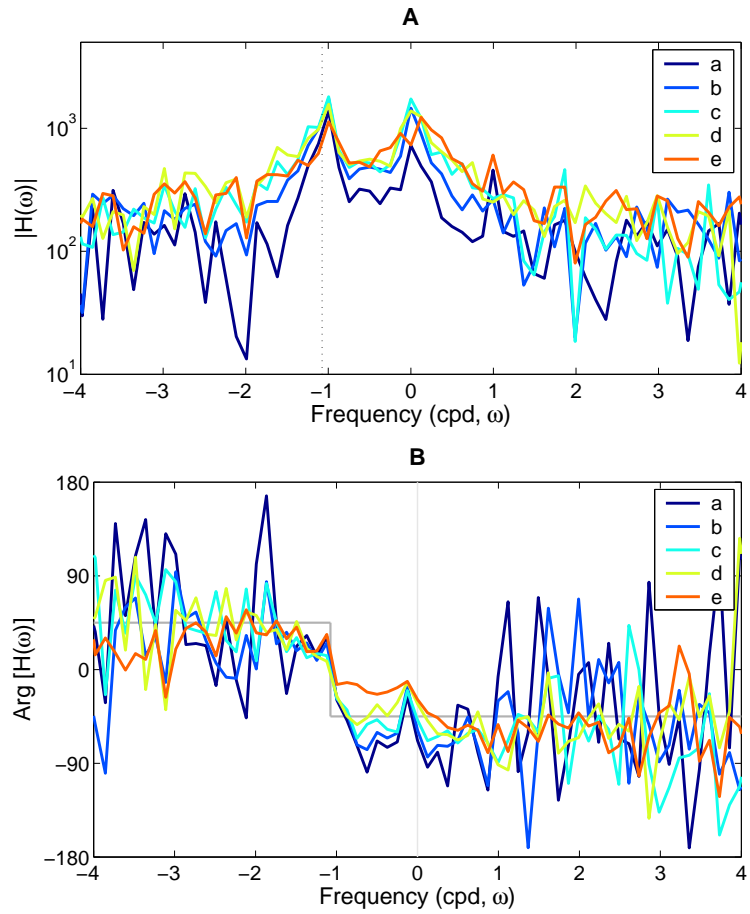 A
|H(ω)|
10^3
10^2
10^1
a
b
c
d
e
−4 −3 −2 −1 0 1 2 3 4
Frequency (cpd, ω)
B
Arg [H(ω)]
180
90
0
−90
−180
a
b
c
d
e
−4 −3 −2 −1 0 1 2 3 4
Frequency (cpd, ω)